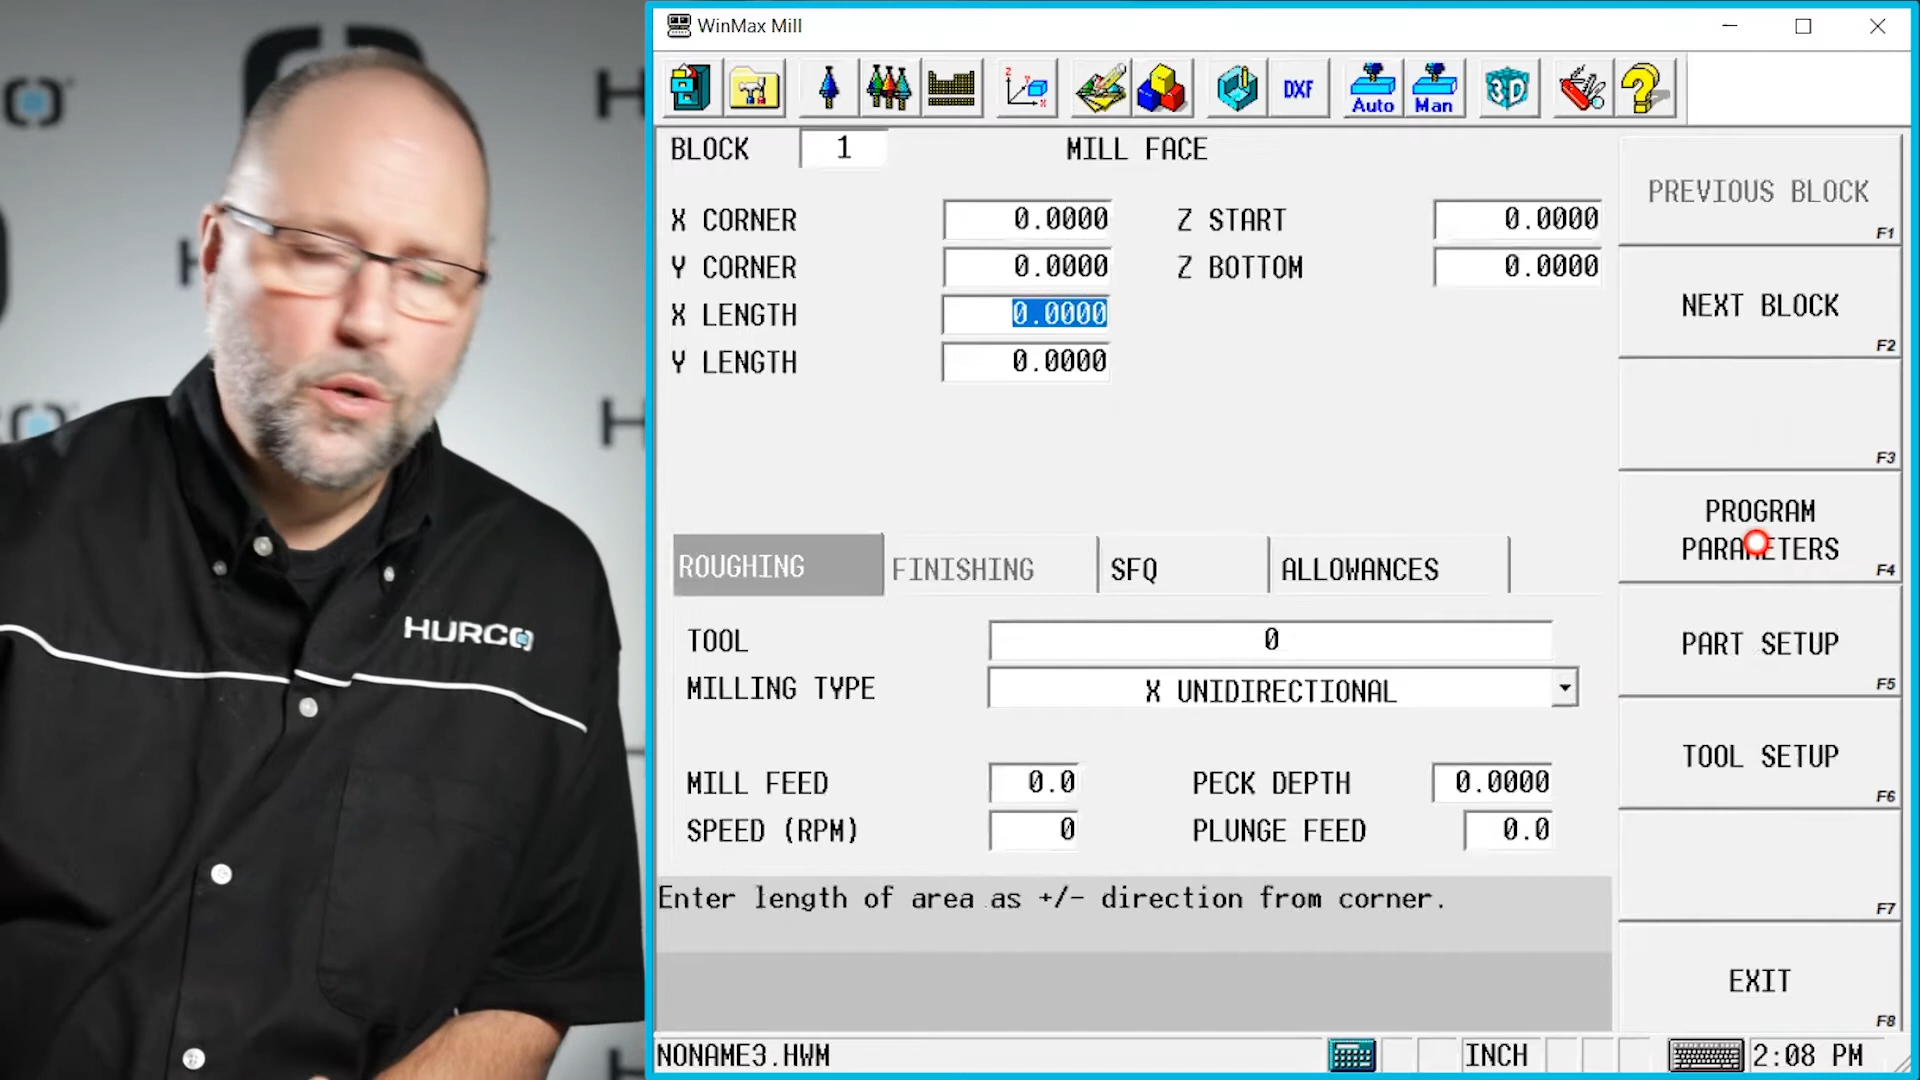 WinMax Mill
DXF
Auto
Man
3D
BLOCK 1 MILL FACE
X CORNER 0.0000 Z START 0.0000
Y CORNER 0.0000 Z BOTTOM 0.0000
X LENGTH 0.0000
Y LENGTH 0.0000
ROUGHING FINISHING SFQ ALLOWANCES
TOOL 0
MILLING TYPE X UNIDIRECTIONAL
MILL FEED 0.0 PECK DEPTH 0.0000
SPEED (RPM) 0 PLUNGE FEED 0.0
Enter length of area as +/- direction from corner.
PREVIOUS BLOCK
F1
NEXT BLOCK
F2
F3
PROGRAM
PARAMETERS
F4
PART SETUP
F5
TOOL SETUP
F6
F7
EXIT
F8
NONAME3.HWM INCH 2:08 PM
HURCO